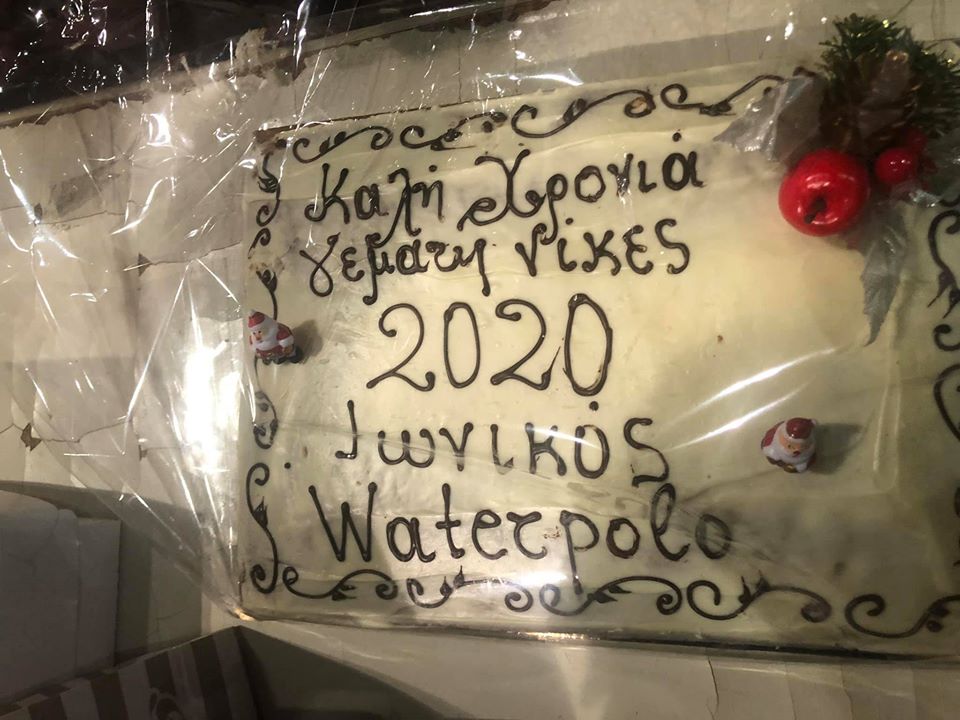 Καλή Χρονιά
γεμάτη νίκες
2020
Ιωνικός
Waterpolo